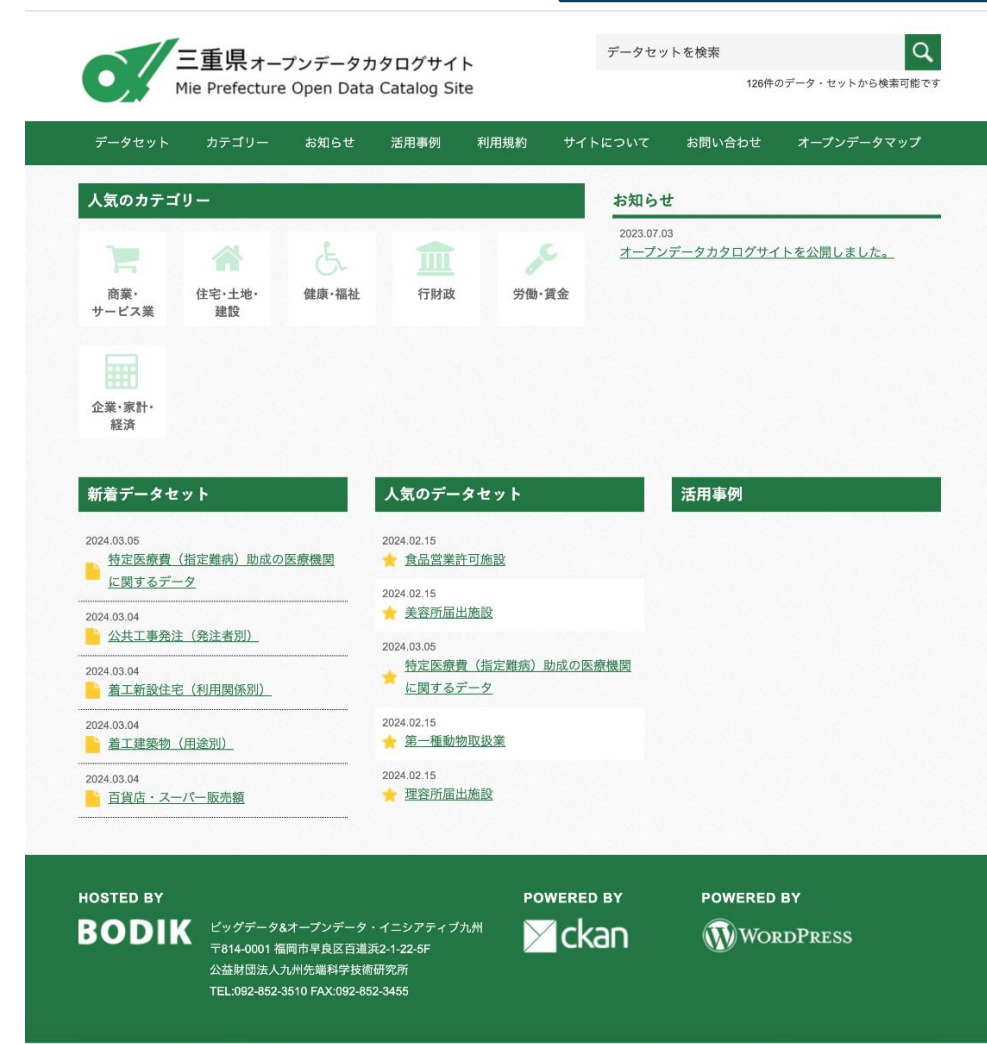 三重県オープンデータカタログサイト
Mie Prefecture Open Data Catalog Site
データセットを検索
126件のデータ・セットから検索可能です
データセット
カテゴリー
お知らせ
活用事例
利用規約
サイトについて
お問い合わせ
オープンデータマップ
人気のカテゴリー
商業・
サービス業
住宅・土地・
建設
健康・福祉
行財政
労働・賃金
企業・家計・
経済
お知らせ
2023.07.03
オープンデータカタログサイトを公開しました。
新着データセット
2024.03.05
特定医療費（指定難病）助成の医療機関
に関するデータ
2024.03.04
公共工事発注（発注者別）
2024.03.04
着工新設住宅（利用関係別）
2024.03.04
着工建築物（用途別）
2024.03.04
百貨店・スーパー販売額
人気のデータセット
2024.02.15
食品営業許可施設
2024.02.15
美容所届出施設
2024.03.05
特定医療費（指定難病）助成の医療機関
に関するデータ
2024.02.15
第一種動物取扱業
2024.02.15
理容所届出施設
活用事例
HOSTED BY
BODIK
ビッグデータ&オープンデータ・イニシアティブ九州
〒814-0001 福岡市早良区百道浜2-1-22-5F
公益財団法人九州先端科学技術研究所
TEL:092-852-3510 FAX:092-852-3455
POWERED BY
ckan
POWERED BY
WORDPRESS